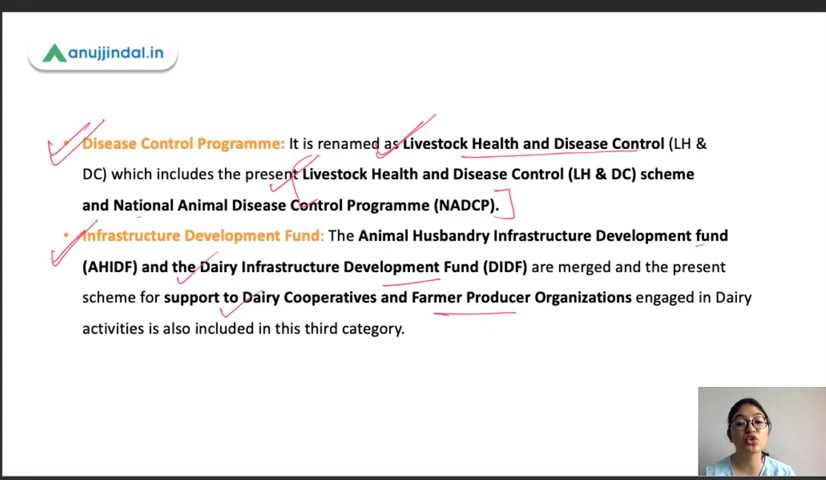 anujjindal.in
• Disease Control Programme: It is renamed as Livestock Health and Disease Control (LH &
DC) which includes the present Livestock Health and Disease Control (LH & DC) scheme
and National Animal Disease Control Programme (NADCP).
• Infrastructure Development Fund: The Animal Husbandry Infrastructure Development fund
(AHIDF) and the Dairy Infrastructure Development Fund (DIDF) are merged and the present
scheme for support to Dairy Cooperatives and Farmer Producer Organizations engaged in Dairy
activities is also included in this third category.